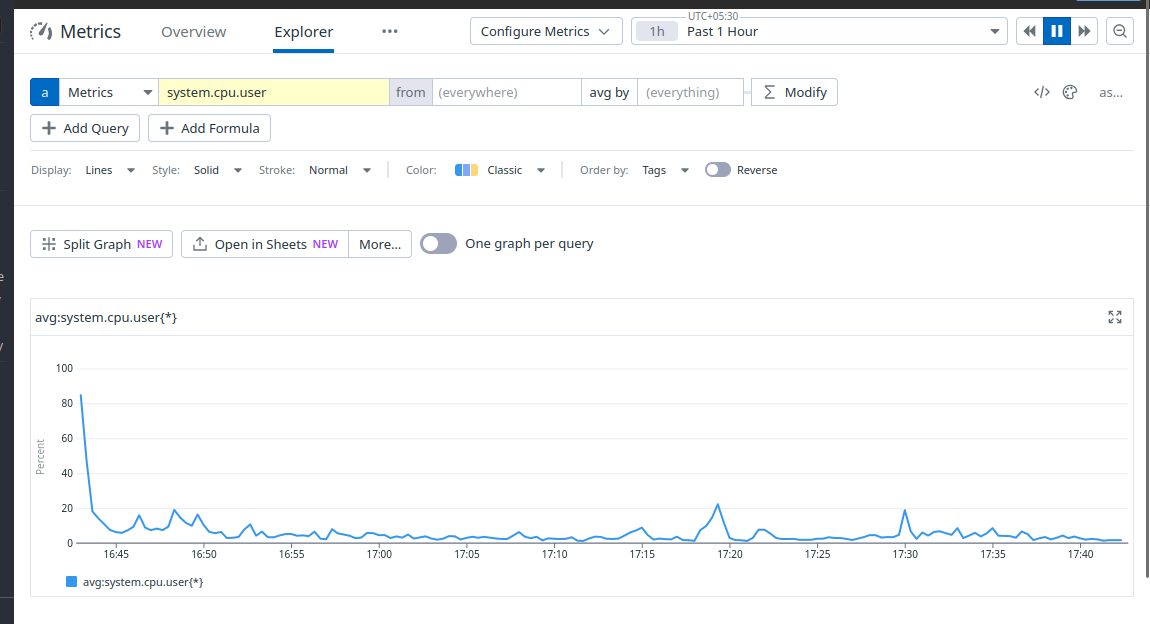 UTC+05:30
Metrics Overview Explorer ••• Configure Metrics 1h Past 1 Hour
a Metrics system.cpu.user from (everywhere) avg by (everything) Σ Modify </> as...
+ Add Query + Add Formula
Display: Lines Style: Solid Stroke: Normal Color: Classic Order by: Tags Reverse
Split Graph NEW Open in Sheets NEW More... One graph per query
avg:system.cpu.user{*}
100
80
60
40
20
0
Percent
16:45 16:50 16:55 17:00 17:05 17:10 17:15 17:20 17:25 17:30 17:35 17:40
avg:system.cpu.user{*}